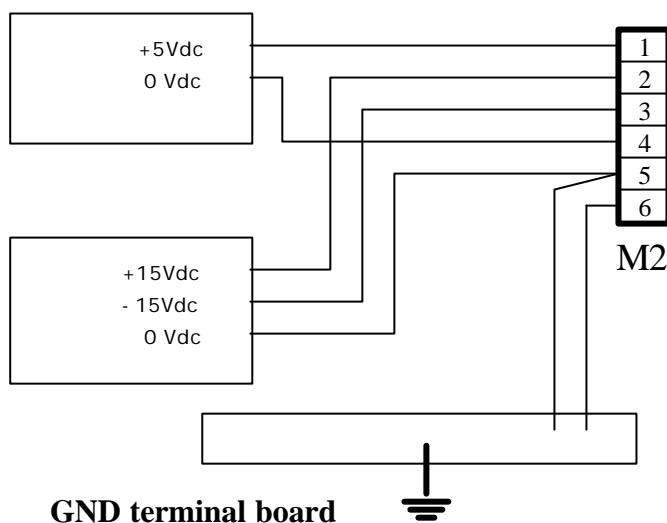 +5Vdc
0 Vdc
1
2
3
4
5
6
M2
+15Vdc
- 15Vdc
0 Vdc
GND terminal board